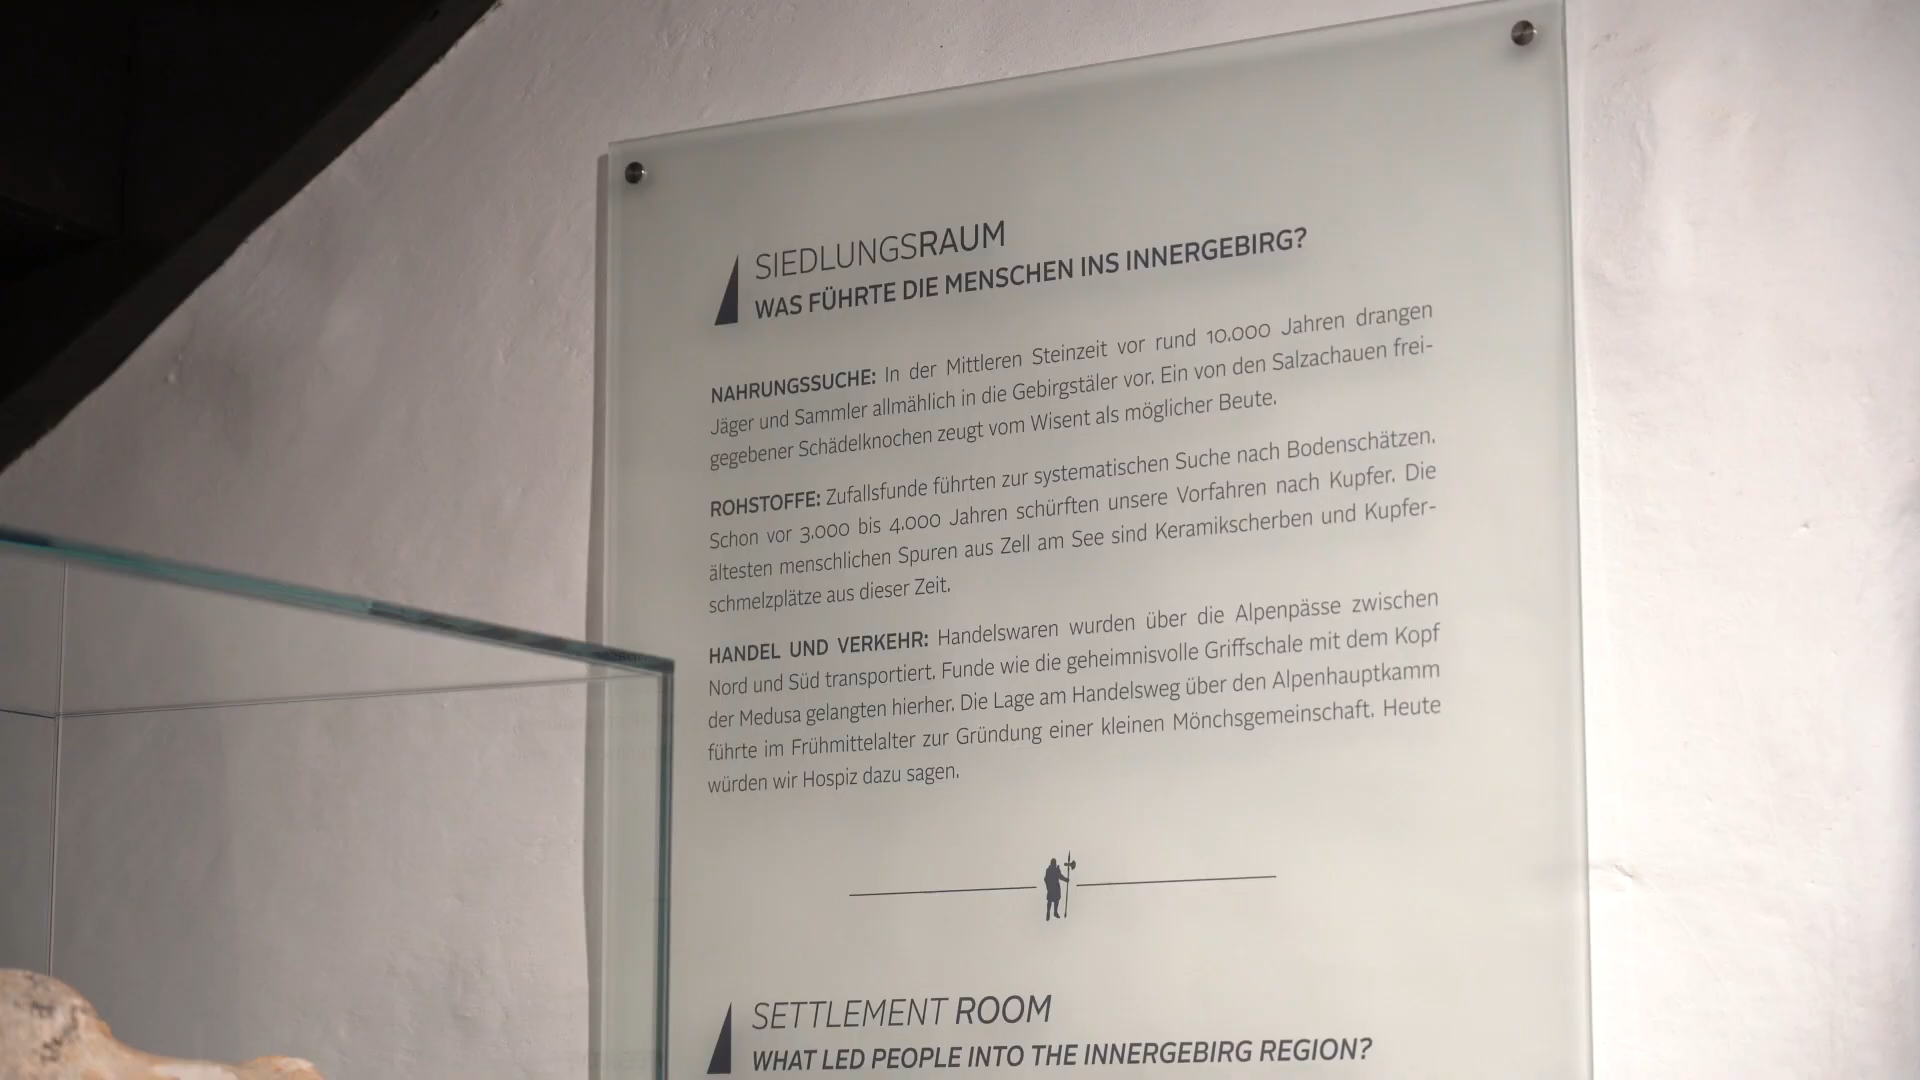 SIEDLUNGSRAUM
WAS FÜHRTE DIE MENSCHEN INS INNERGEBIRG?
NAHRUNGSSUCHE: In der Mittleren Steinzeit vor rund 10.000 Jahren drangen
Jäger und Sammler allmählich in die Gebirgstäler vor. Ein von den Salzachauen frei-
gegebener Schädelknochen zeugt vom Wisent als möglicher Beute.
ROHSTOFFE: Zufallsfunde führten zur systematischen Suche nach Bodenschätzen.
Schon vor 3.000 bis 4.000 Jahren schürften unsere Vorfahren nach Kupfer. Die
ältesten menschlichen Spuren aus Zell am See sind Keramikscherben und Kupfer-
schmelzplätze aus dieser Zeit.
HANDEL UND VERKEHR: Handelswaren wurden über die Alpenpässe zwischen
Nord und Süd transportiert. Funde wie die geheimnisvolle Griffschale mit dem Kopf
der Medusa gelangten hierher. Die Lage am Handelsweg über den Alpenhauptkamm
führte im Frühmittelalter zur Gründung einer kleinen Mönchsgemeinschaft. Heute
würden wir Hospiz dazu sagen.
SETTLEMENT ROOM
WHAT LED PEOPLE INTO THE INNERGEBIRG REGION?